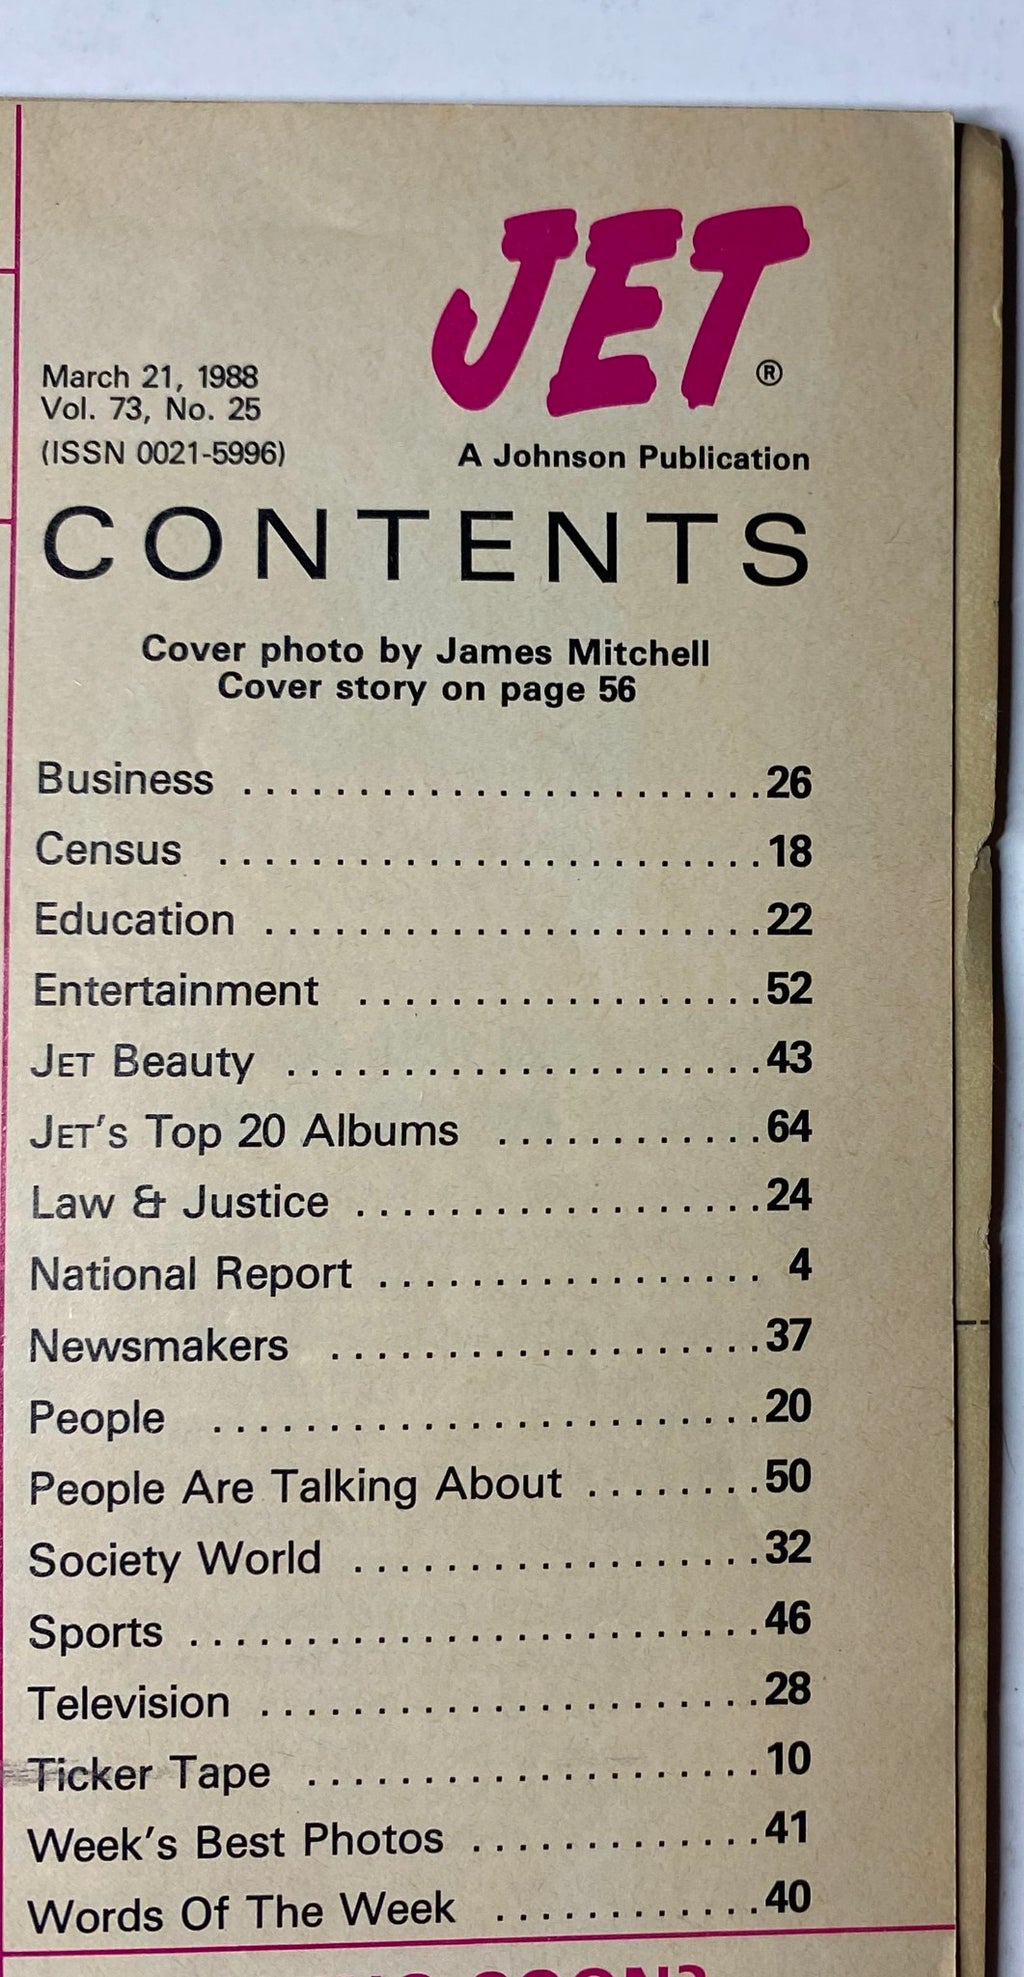 JET®
March 21, 1988
Vol. 73, No. 25
(ISSN 0021-5996)
A Johnson Publication
CONTENTS
Cover photo by James Mitchell
Cover story on page 56
Business ....................... 26
Census ........................ 18
Education ...................... 22
Entertainment .................. 52
JET Beauty ..................... 43
JET's Top 20 Albums ............ 64
Law & Justice .................. 24
National Report ................. 4
Newsmakers ................... 37
People ........................ 20
People Are Talking About ........ 50
Society World .................. 32
Sports ......................... 46
Television ...................... 28
Ticker Tape .................... 10
Week's Best Photos ............. 41
Words Of The Week ............ 40
SOON?